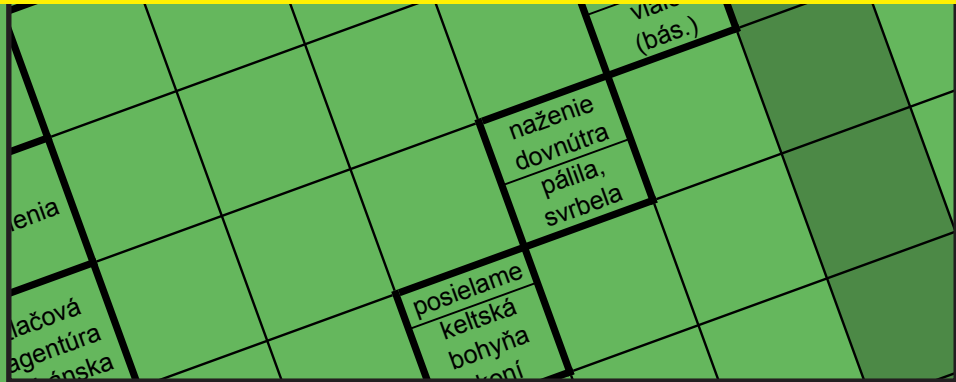 (bás.)
naženie
dovnútra
pálila,
svrbela
posielame
keltská
bohyňa
agentúra